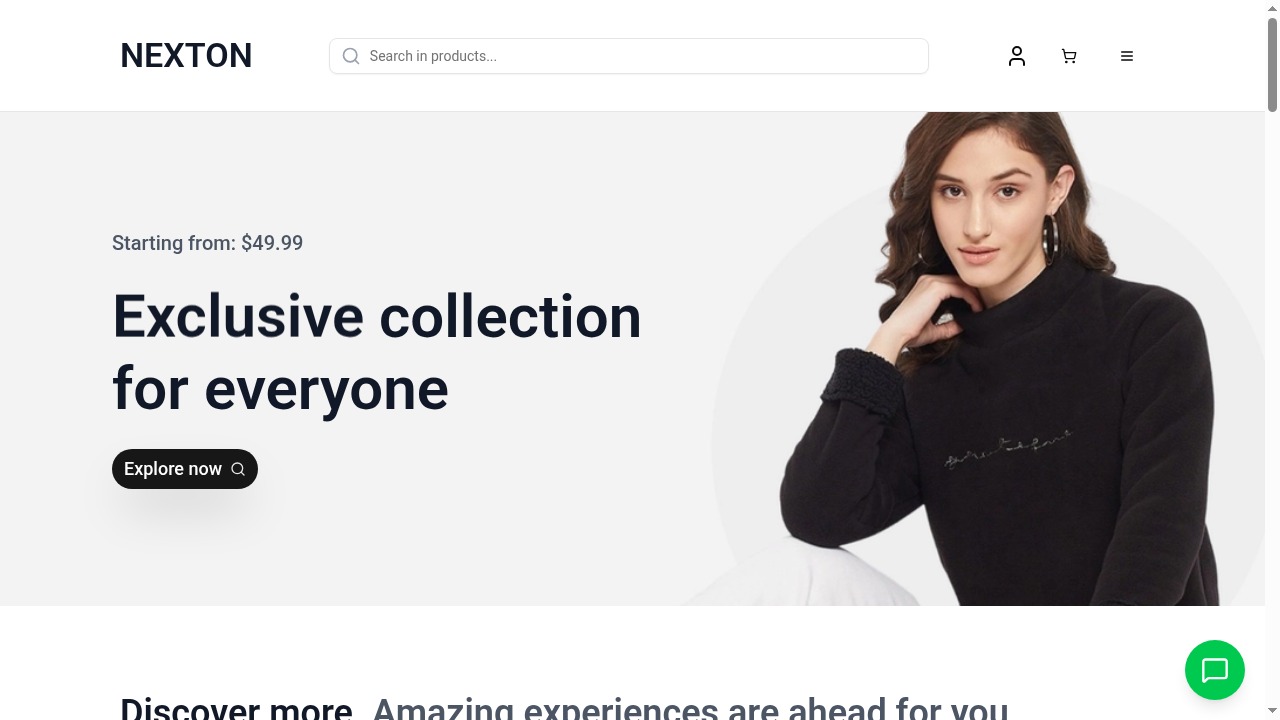 NEXTON
Search in products...
Starting from: $49.99
Exclusive collection
for everyone
Explore now
Discover more. Amazing experiences are ahead for you